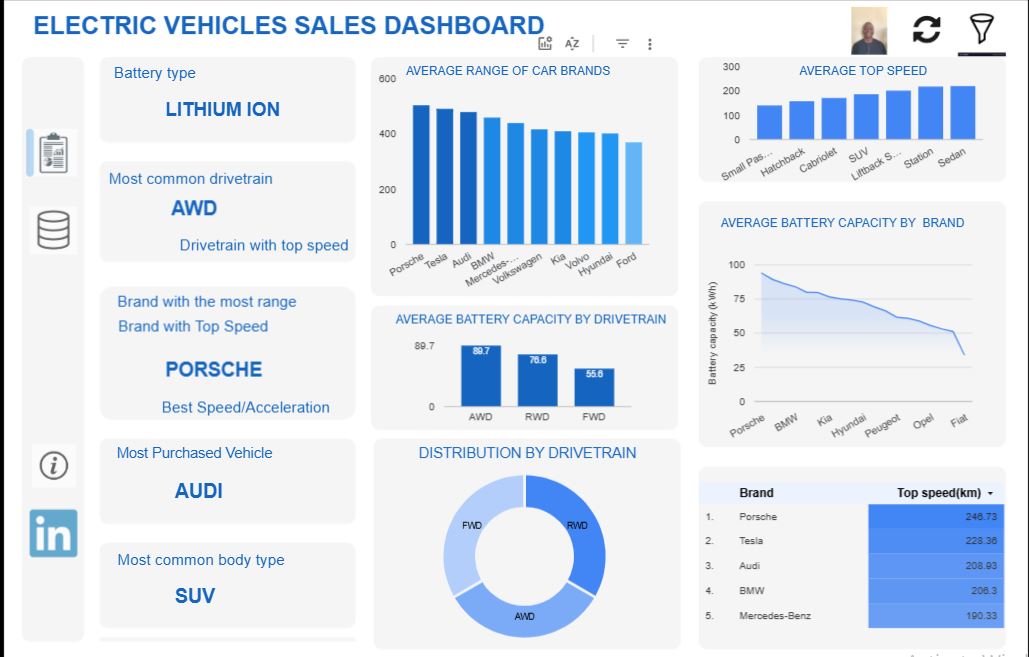 ELECTRIC VEHICLES SALES DASHBOARD
Battery type
LITHIUM ION
Most common drivetrain
AWD
Drivetrain with top speed
Brand with the most range
Brand with Top Speed
PORSCHE
Best Speed/Acceleration
Most Purchased Vehicle
AUDI
Most common body type
SUV
in
AVERAGE RANGE OF CAR BRANDS
600
400
200
0
Porsche
Tesla
Audi
BMW
Mercedes-...
Volkswagen
Kia
Volvo
Hyundai
Ford
AVERAGE BATTERY CAPACITY BY DRIVETRAIN
89.7
0
89.7
76.6
55.6
AWD
RWD
FWD
DISTRIBUTION BY DRIVETRAIN
FWD
RWD
AWD
AVERAGE TOP SPEED
300
200
100
0
Small Pas...
Hatchback
Cabriolet
SUV
Liftback S...
Station
Sedan
AVERAGE BATTERY CAPACITY BY BRAND
Battery capacity (kWh)
100
75
50
25
0
Porsche
BMW
Kia
Hyundai
Peugeot
Opel
Fiat
Brand Top speed(km)
1. Porsche 246.73
2. Tesla 228.36
3. Audi 208.93
4. BMW 206.3
5. Mercedes-Benz 190.33